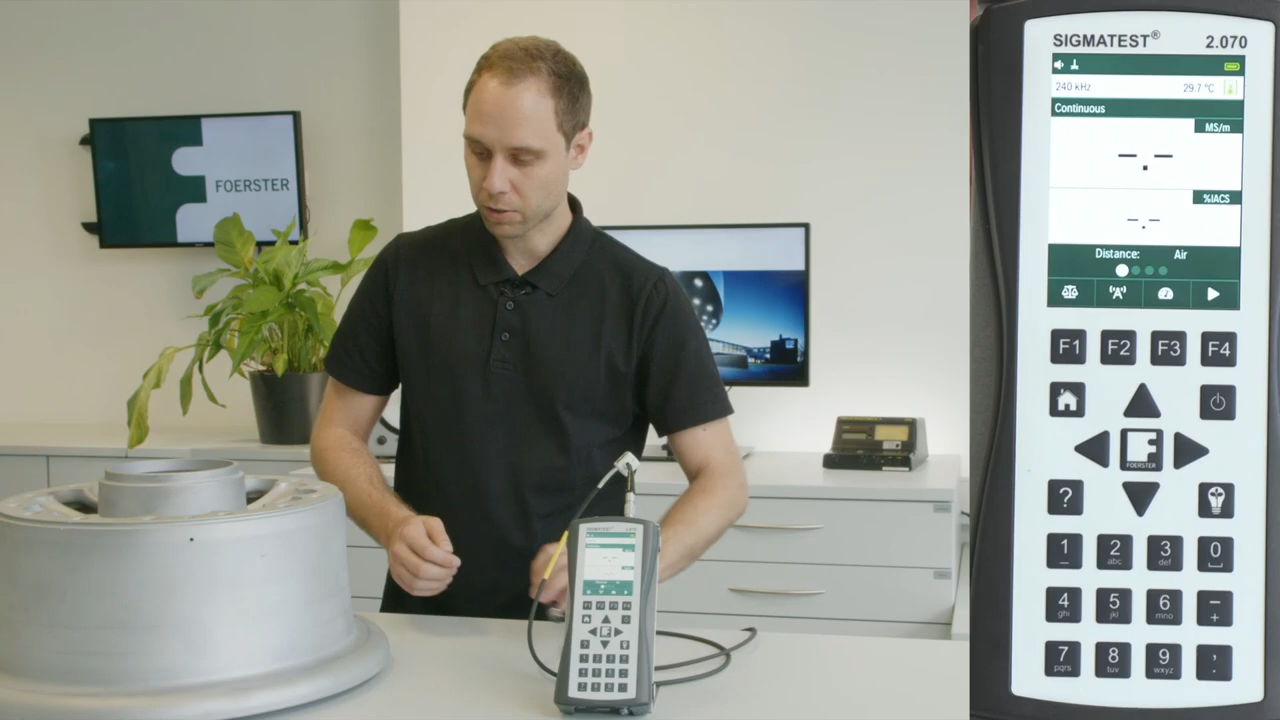 FOERSTER
SIGMATEST® 2.070
240 kHz 29.7 °C
Continuous
MS/m
--.--
%IACS
--.--
Distance: Air
F1 F2 F3 F4
FOERSTER
?
1 2 abc 3 def 0
4 ghi 5 jkl 6 mno - +
7 pqrs 8 tuv 9 wxyz , .